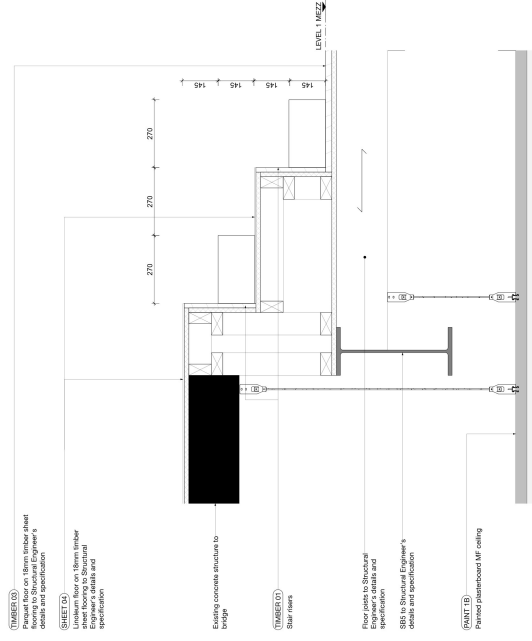 TIMBER 03
Parquet floor on 18mm timber sheet
flooring to Structural Engineer's
details and specification
SHEET 04
Linoleum floor on 18mm timber
sheet flooring to Structural
Engineer's details and
specification
Existing concrete structure to
bridge
TIMBER 01
Stair risers
Floor joists to Structural
Engineer's details and
specification
SB5 to Structural Engineer's
details and specification
PAINT 1B
Painted plasterboard MF ceiling
270
270
270
145
145
145
145
LEVEL 1 MEZZ